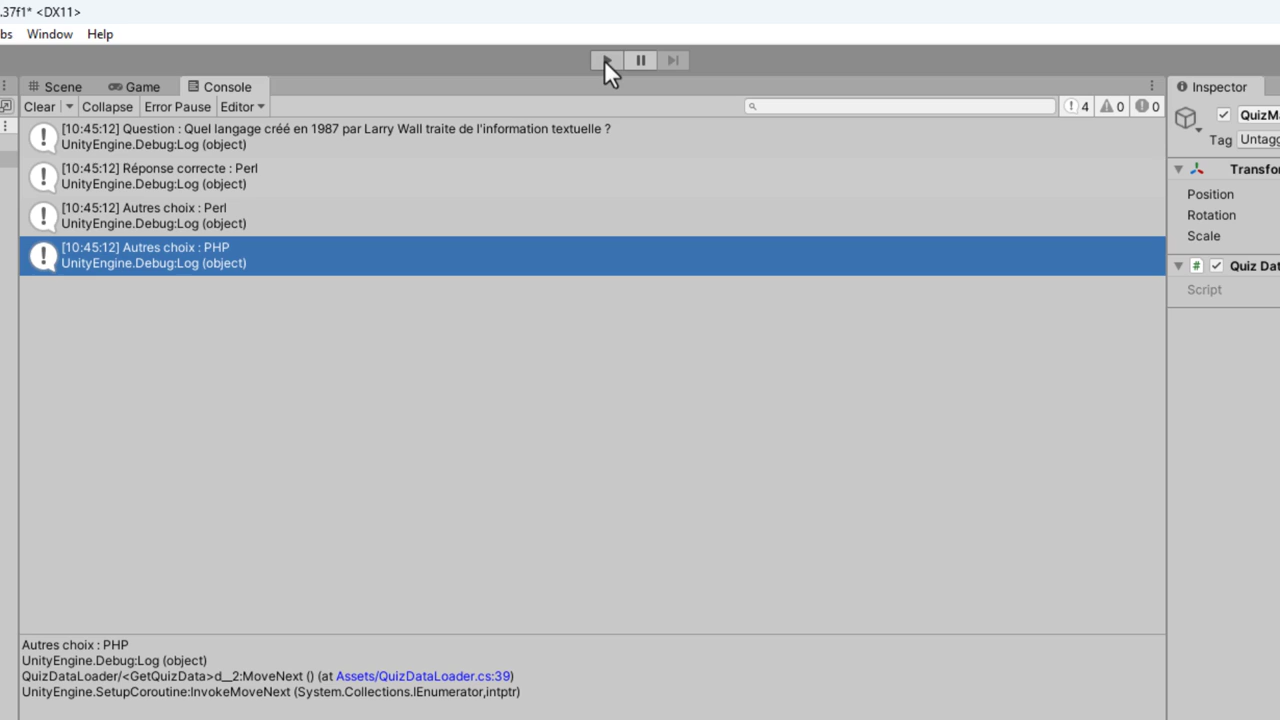 .37f1* <DX11>
bs Window Help
Scene Game Console Inspector
Clear Collapse Error Pause Editor 4 0 0
[10:45:12] Question : Quel langage créé en 1987 par Larry Wall traite de l'information textuelle ?
UnityEngine.Debug:Log (object)
[10:45:12] Réponse correcte : Perl
UnityEngine.Debug:Log (object)
[10:45:12] Autres choix : Perl
UnityEngine.Debug:Log (object)
[10:45:12] Autres choix : PHP
UnityEngine.Debug:Log (object)
QuizMa
Tag Untagg
Transfo
Position
Rotation
Scale
# Quiz Dat
Script
Autres choix : PHP
UnityEngine.Debug:Log (object)
QuizDataLoader/<GetQuizData>d__2:MoveNext () (at Assets/QuizDataLoader.cs:39)
UnityEngine.SetupCoroutine:InvokeMoveNext (System.Collections.IEnumerator,intptr)